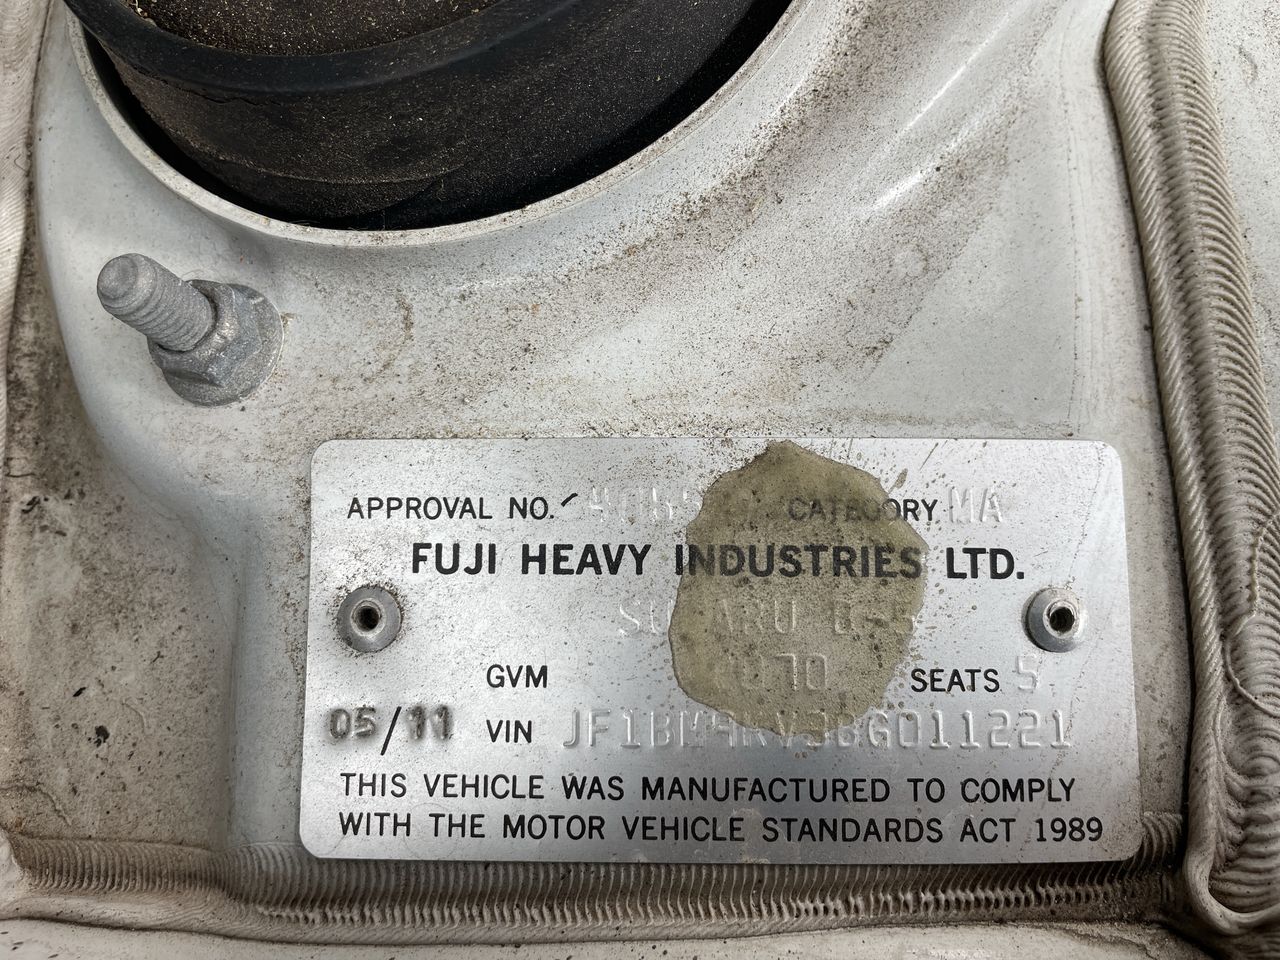 APPROVAL NO. CATEGORY MA
FUJI HEAVY INDUSTRIES LTD.
SUBARU
GVM SEATS 5
05/11 VIN
THIS VEHICLE WAS MANUFACTURED TO COMPLY
WITH THE MOTOR VEHICLE STANDARDS ACT 1989